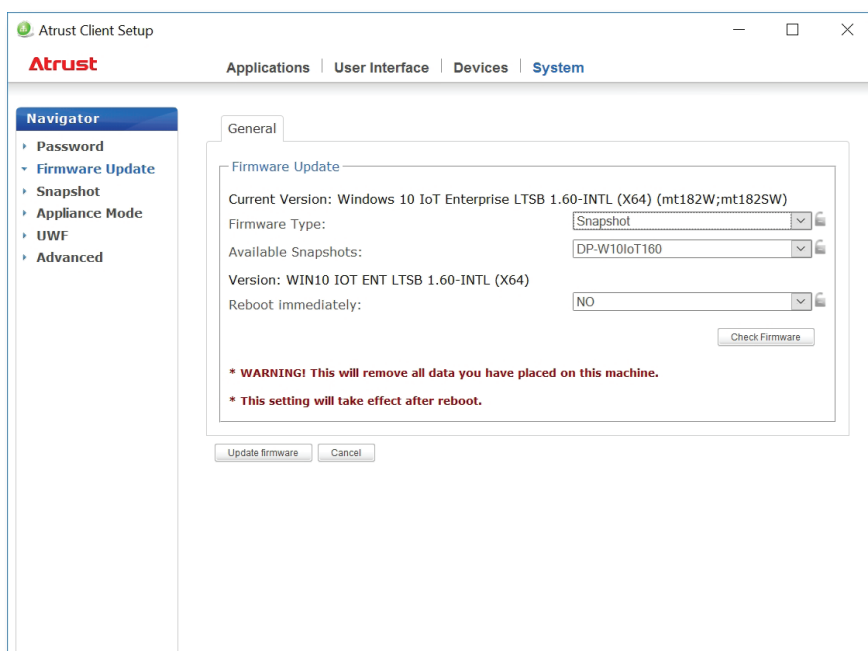 Atrust Client Setup
Atrust
Applications User Interface Devices System
Navigator
Password
Firmware Update
Snapshot
Appliance Mode
UWF
Advanced
General
Firmware Update
Current Version: Windows 10 IoT Enterprise LTSB 1.60-INTL (X64) (mt182W;mt182SW)
Firmware Type: Snapshot
Available Snapshots: DP-W10IoT160
Version: WIN10 IOT ENT LTSB 1.60-INTL (X64)
Reboot immediately: NO
Check Firmware
* WARNING! This will remove all data you have placed on this machine.
* This setting will take effect after reboot.
Update firmware Cancel